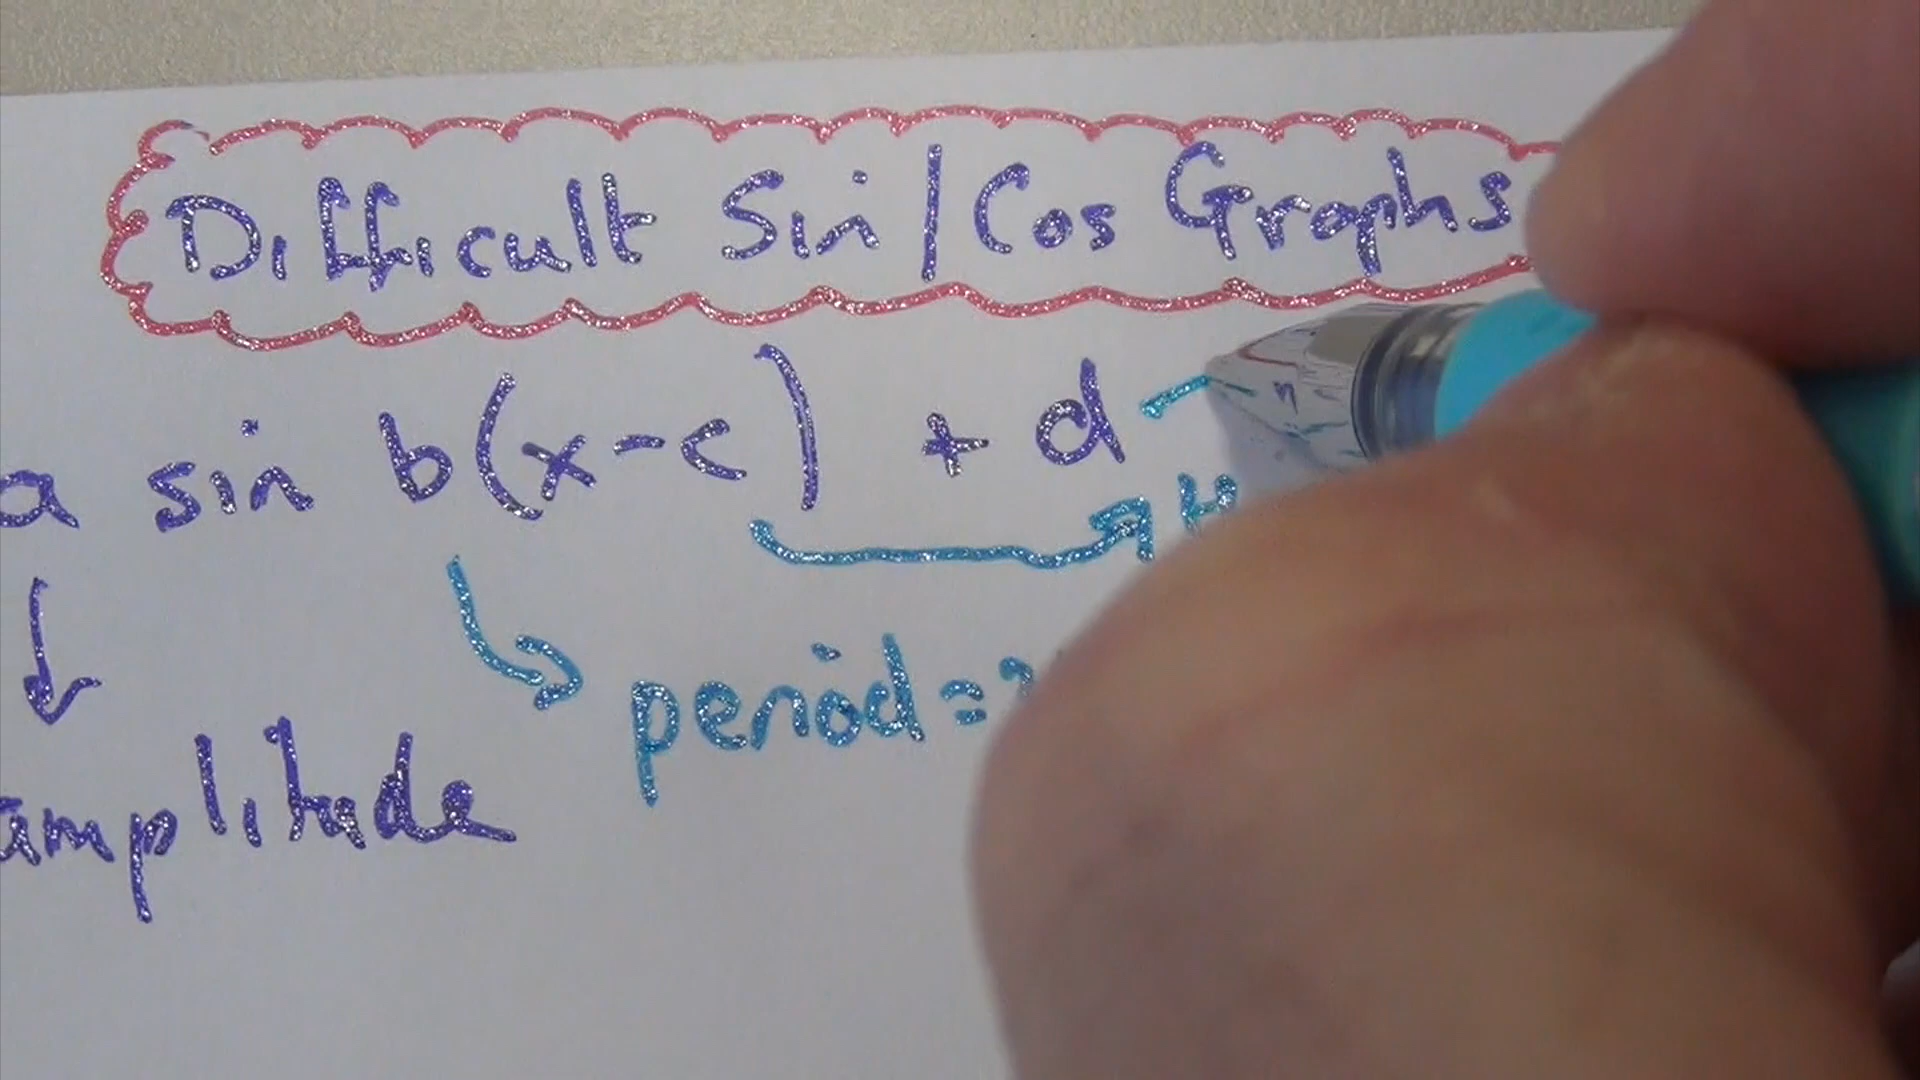 Difficult Sin/Cos Graphs
a sin b(x-c) + d
H
period =
amplitude